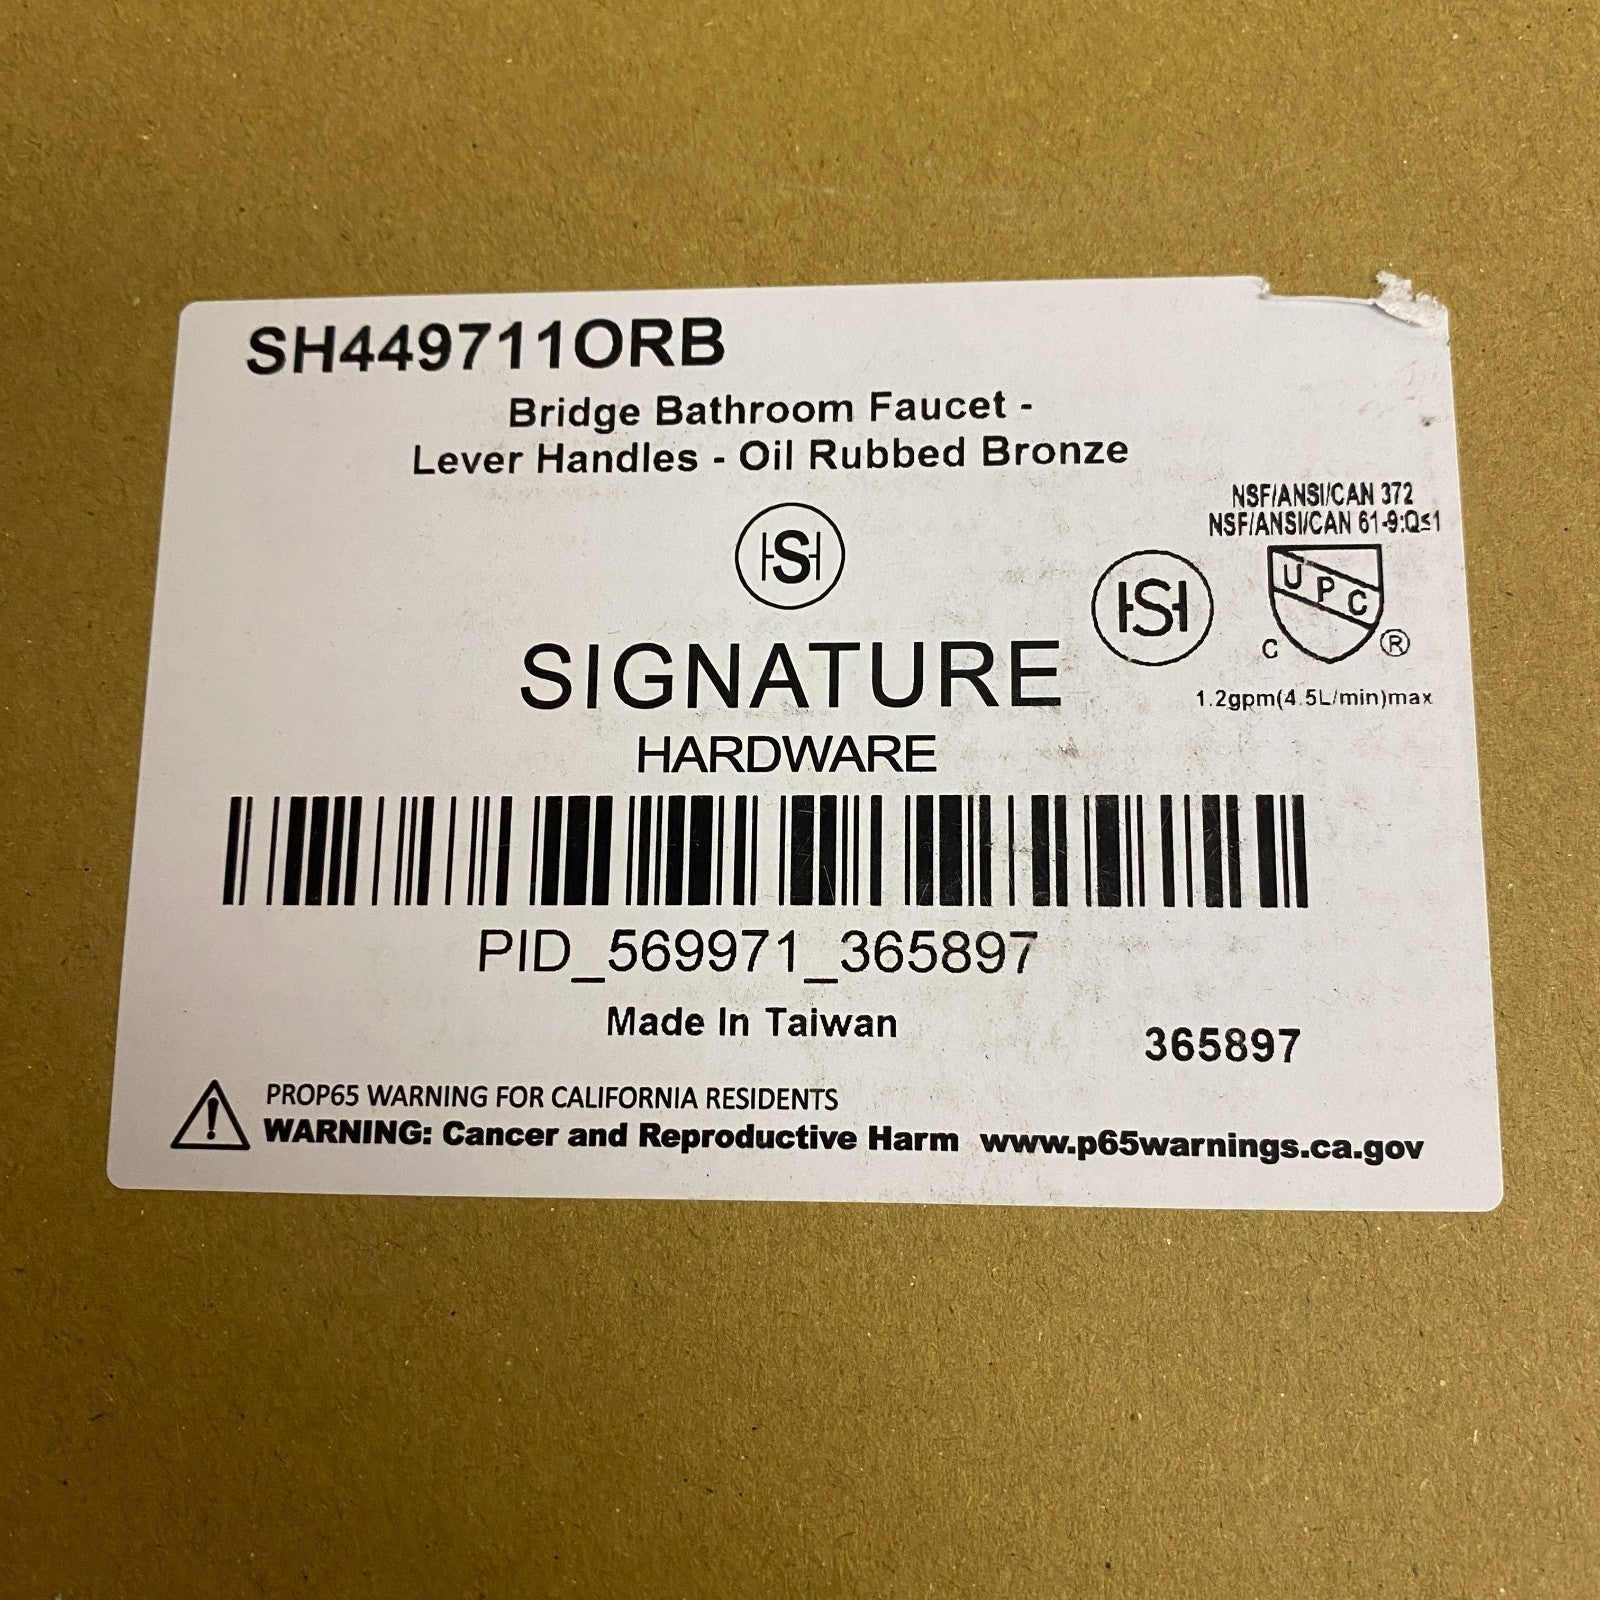 SH449711ORB
Bridge Bathroom Faucet -
Lever Handles - Oil Rubbed Bronze
NSF/ANSI/CAN 372
NSF/ANSI/CAN 61-9:Q≤1
HS
SIGNATURE
HARDWARE
HS
UPC
C ®
1.2gpm(4.5L/min)max
PID_569971_365897
Made In Taiwan
365897
PROP65 WARNING FOR CALIFORNIA RESIDENTS
WARNING: Cancer and Reproductive Harm www.p65warnings.ca.gov